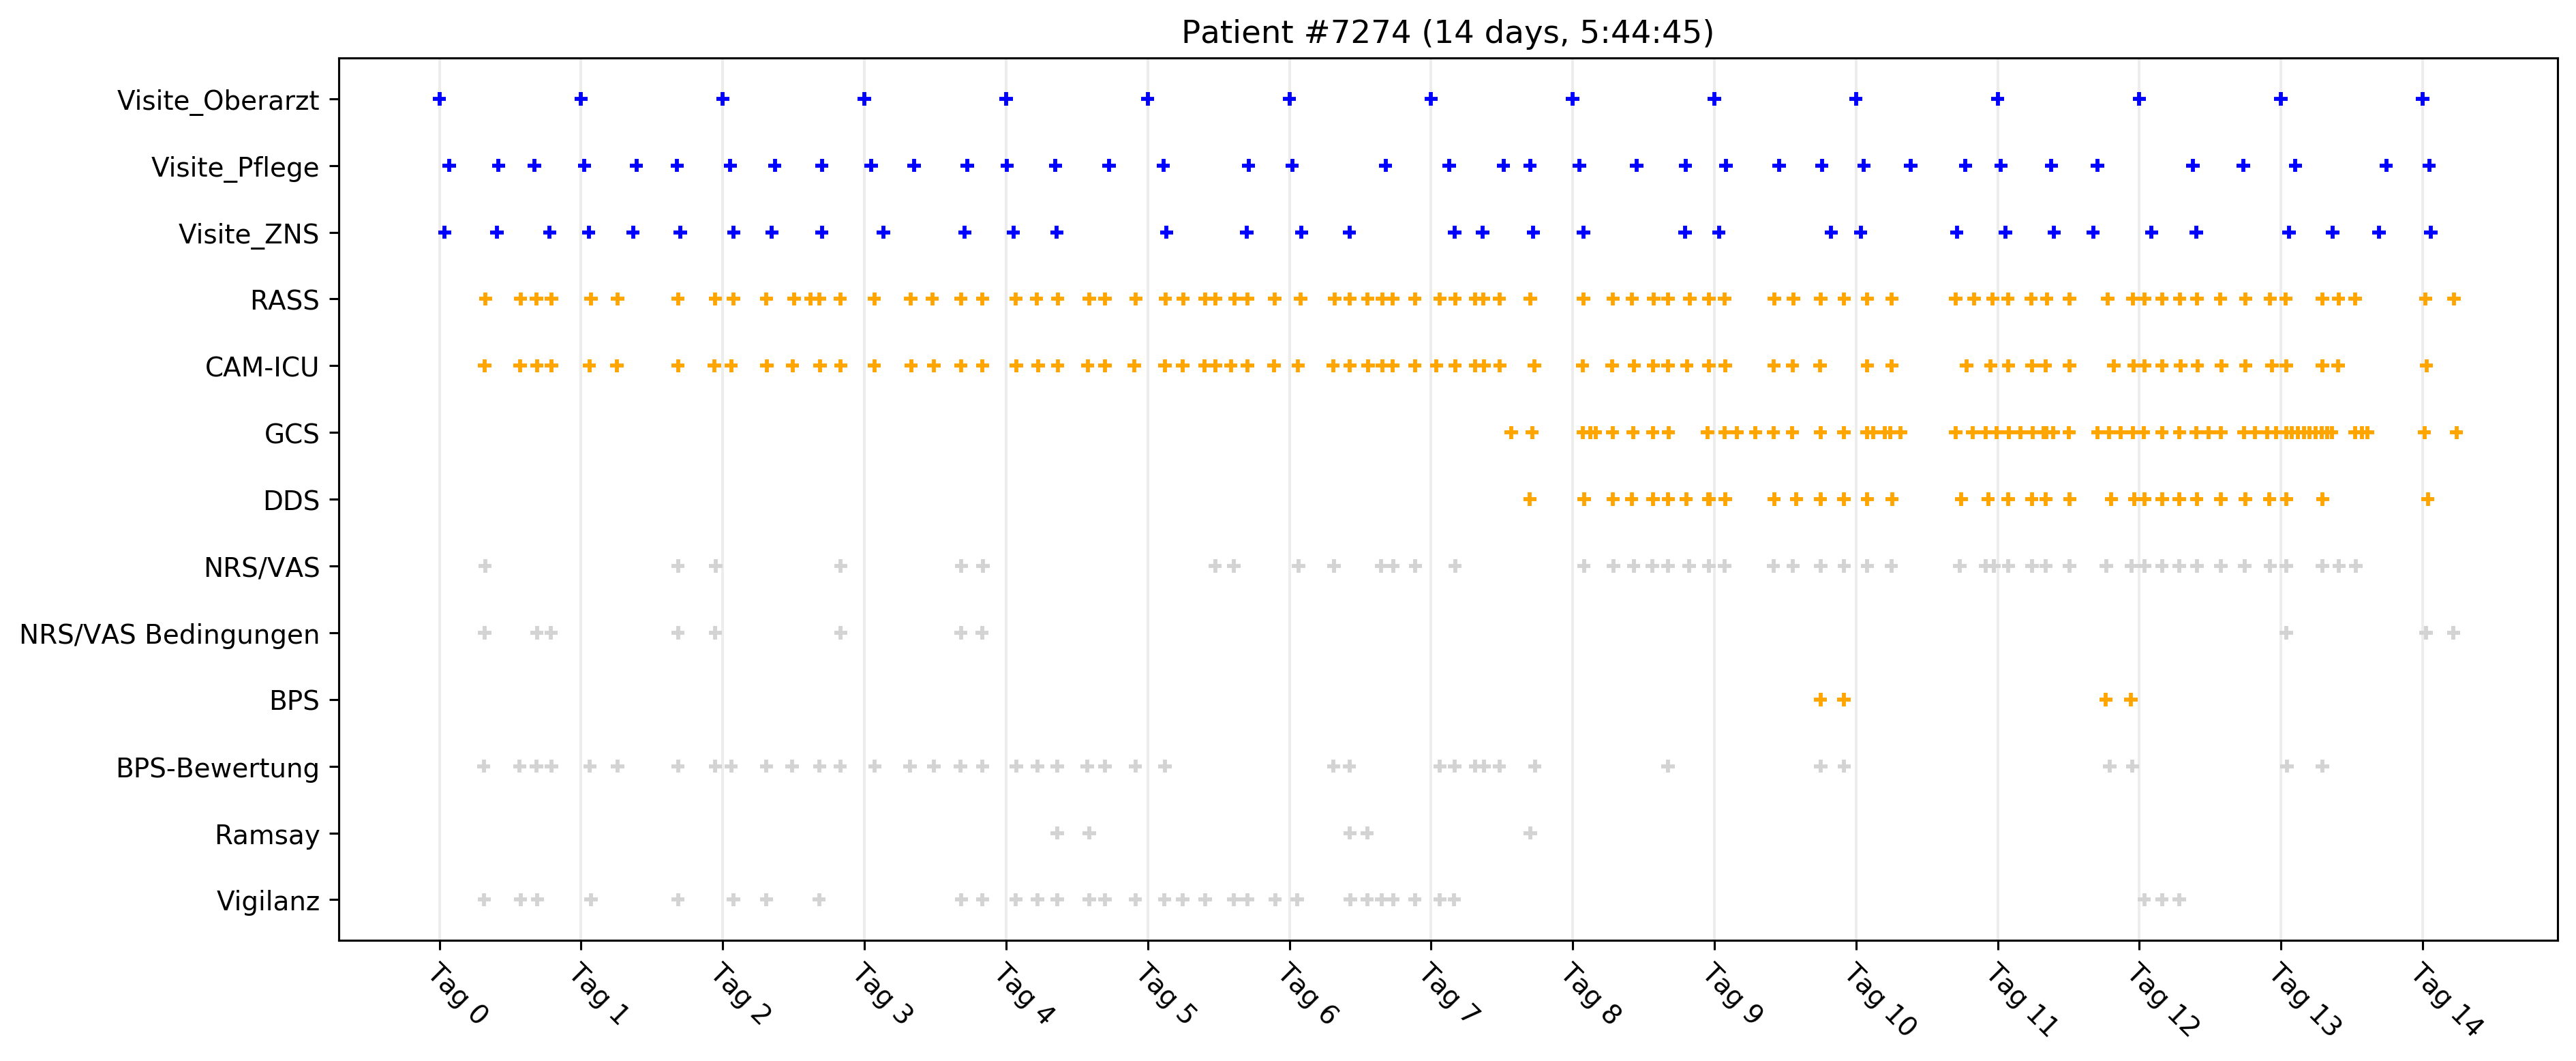 Patient #7274 (14 days, 5:44:45)
Visite_Oberarzt
Visite_Pflege
Visite_ZNS
RASS
CAM-ICU
GCS
DDS
NRS/VAS
NRS/VAS Bedingungen
BPS
BPS-Bewertung
Ramsay
Vigilanz
Tag 0
Tag 1
Tag 2
Tag 3
Tag 4
Tag 5
Tag 6
Tag 7
Tag 8
Tag 9
Tag 10
Tag 11
Tag 12
Tag 13
Tag 14